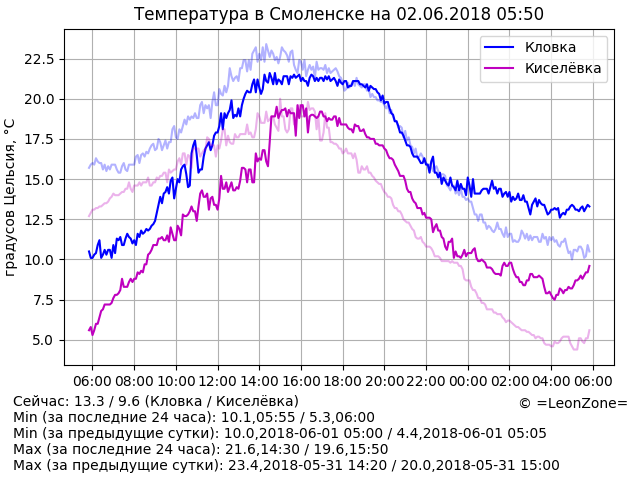 Температура в Смоленске на 02.06.2018 05:50
Кловка
Киселёвка
градусов Цельсия, °C
22.5
20.0
17.5
15.0
12.5
10.0
7.5
5.0
06:00 08:00 10:00 12:00 14:00 16:00 18:00 20:00 22:00 00:00 02:00 04:00 06:00
Сейчас: 13.3 / 9.6 (Кловка / Киселёвка)
© =LeonZone=
Min (за последние 24 часа): 10.1,05:55 / 5.3,06:00
Min (за предыдущие сутки): 10.0,2018-06-01 05:00 / 4.4,2018-06-01 05:05
Max (за последние 24 часа): 21.6,14:30 / 19.6,15:50
Max (за предыдущие сутки): 23.4,2018-05-31 14:20 / 20.0,2018-05-31 15:00